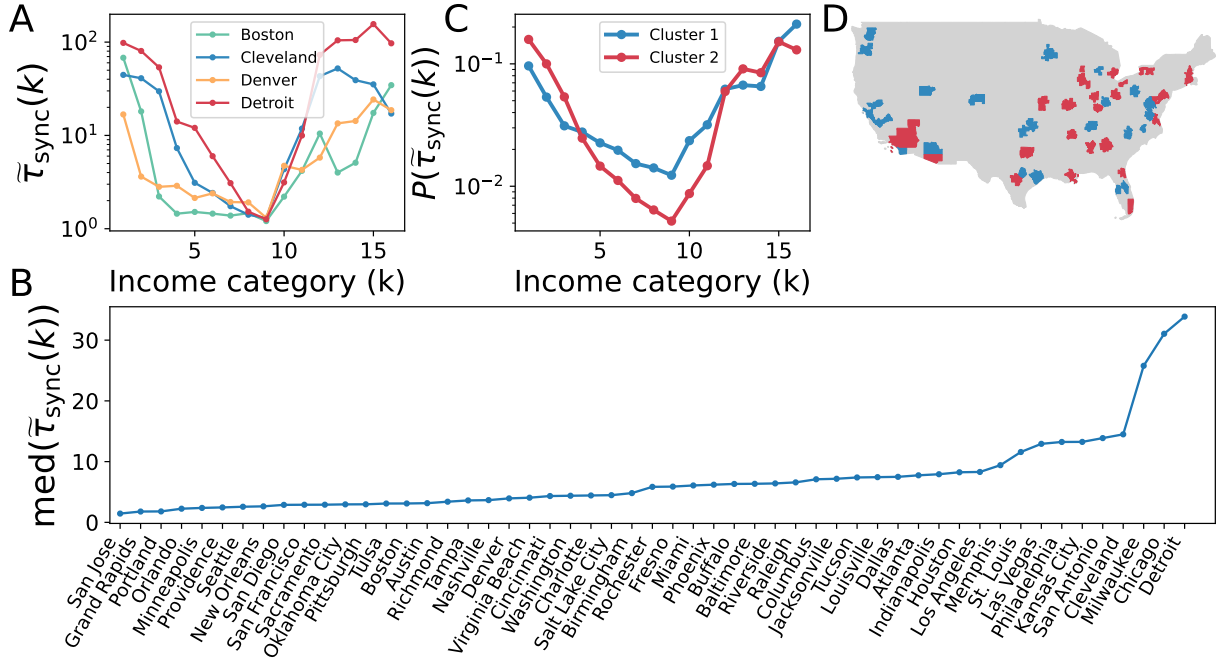 A
τ̃sync(k)
10²
10¹
10⁰
Boston
Cleveland
Denver
Detroit
5
10
15
Income category (k)
C
P(τ̃sync(k))
10⁻¹
10⁻²
Cluster 1
Cluster 2
5
10
15
Income category (k)
D
B
med(τ̃sync(k))
30
20
10
0
San Jose
Grand Rapids
Portland
Orlando
Minneapolis
Providence
Seattle
New Orleans
San Diego
San Francisco
Sacramento
Oklahoma City
Pittsburgh
Tulsa
Boston
Austin
Richmond
Tampa
Nashville
Denver
Virginia Beach
Cincinnati
Washington
Charlotte
Salt Lake City
Birmingham
Rochester
Fresno
Miami
Phoenix
Buffalo
Baltimore
Riverside
Raleigh
Columbus
Jacksonville
Tucson
Louisville
Dallas
Atlanta
Indianapolis
Houston
Los Angeles
Memphis
St. Louis
Las Vegas
Philadelphia
Kansas City
San Antonio
Cleveland
Milwaukee
Chicago
Detroit